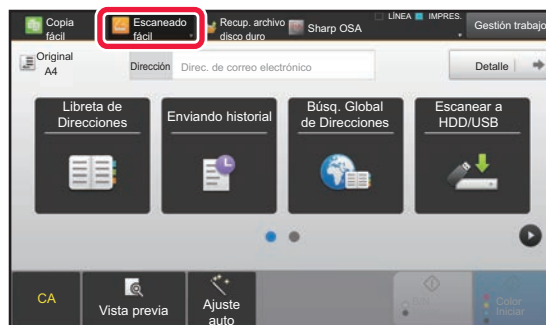 Copia
fácil
Escaneado
fácil
Recup. archivo
disco duro
Sharp OSA
LÍNEA
IMPRES.
Gestión trabajo
Original
A4
Dirección
Direc. de correo electrónico
Detalle
Libreta de
Direcciones
Enviando historial
Búsq. Global
de Direcciones
Escanear a
HDD/USB
CA
Vista previa
Ajuste
auto
Color
Iniciar